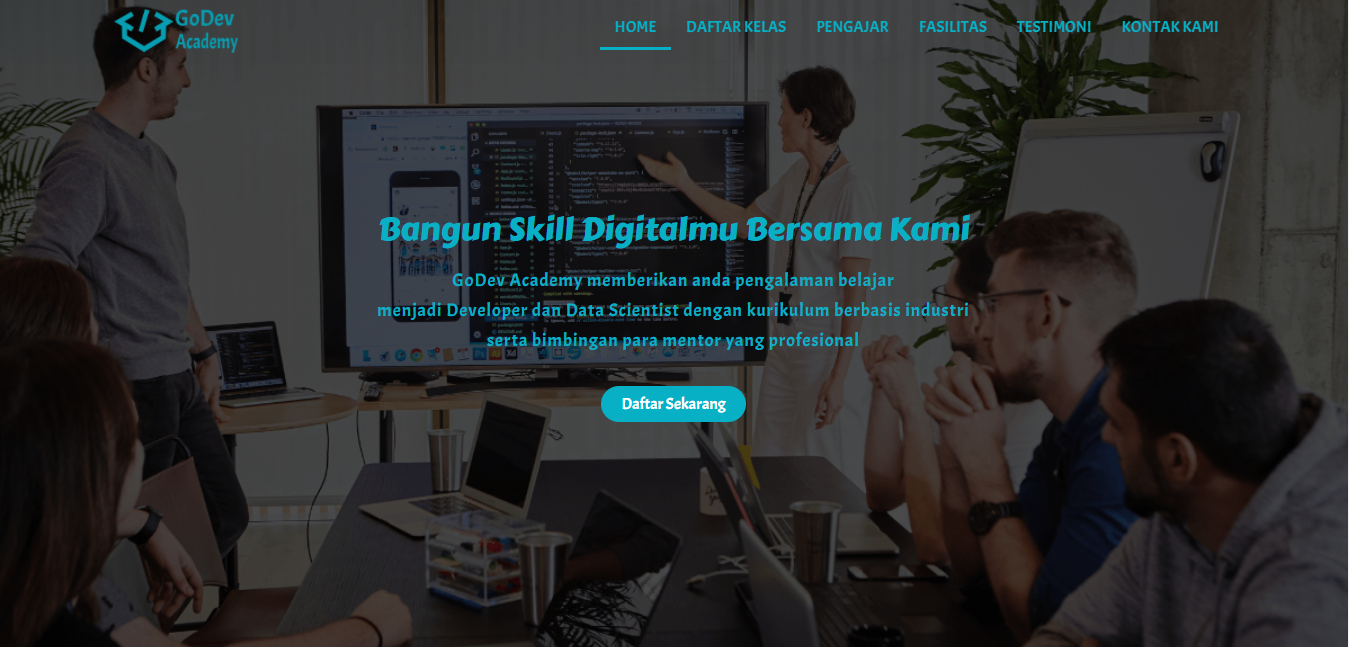 GoDev
Academy
HOME DAFTAR KELAS PENGAJAR FASILITAS TESTIMONI KONTAK KAMI
Bangun Skill Digitalmu Bersama Kami
GoDev Academy memberikan anda pengalaman belajar
menjadi Developer dan Data Scientist dengan kurikulum berbasis industri
serta bimbingan para mentor yang profesional
Daftar Sekarang